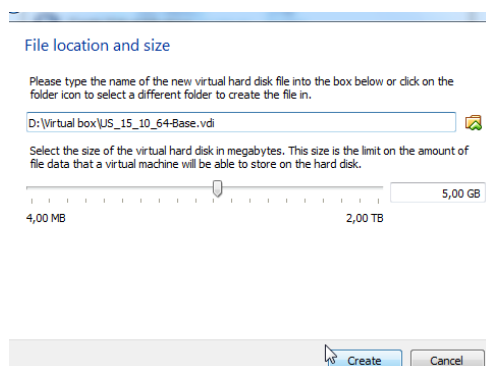 File location and size
Please type the name of the new virtual hard disk file into the box below or click on the
folder icon to select a different folder to create the file in.
D:\Virtual box\US_15_10_64-Base.vdi
Select the size of the virtual hard disk in megabytes. This size is the limit on the amount of
file data that a virtual machine will be able to store on the hard disk.
5,00 GB
4,00 MB 2,00 TB
Create Cancel